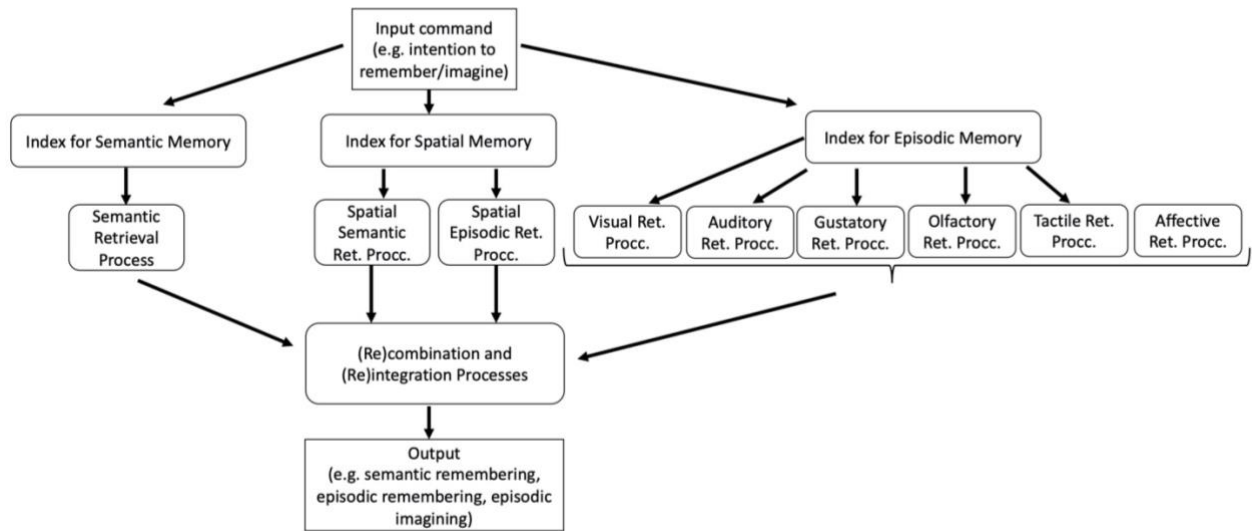 Input command
(e.g. intention to
remember/imagine)
Index for Semantic Memory
Index for Spatial Memory
Index for Episodic Memory
Semantic
Retrieval
Process
Spatial
Semantic
Ret. Procc.
Spatial
Episodic Ret.
Procc.
Visual Ret.
Procc.
Auditory
Ret. Procc.
Gustatory
Ret. Procc.
Olfactory
Ret. Procc.
Tactile Ret.
Procc.
Affective
Ret. Procc.
(Re)combination and
(Re)integration Processes
Output
(e.g. semantic remembering,
episodic remembering, episodic
imagining)